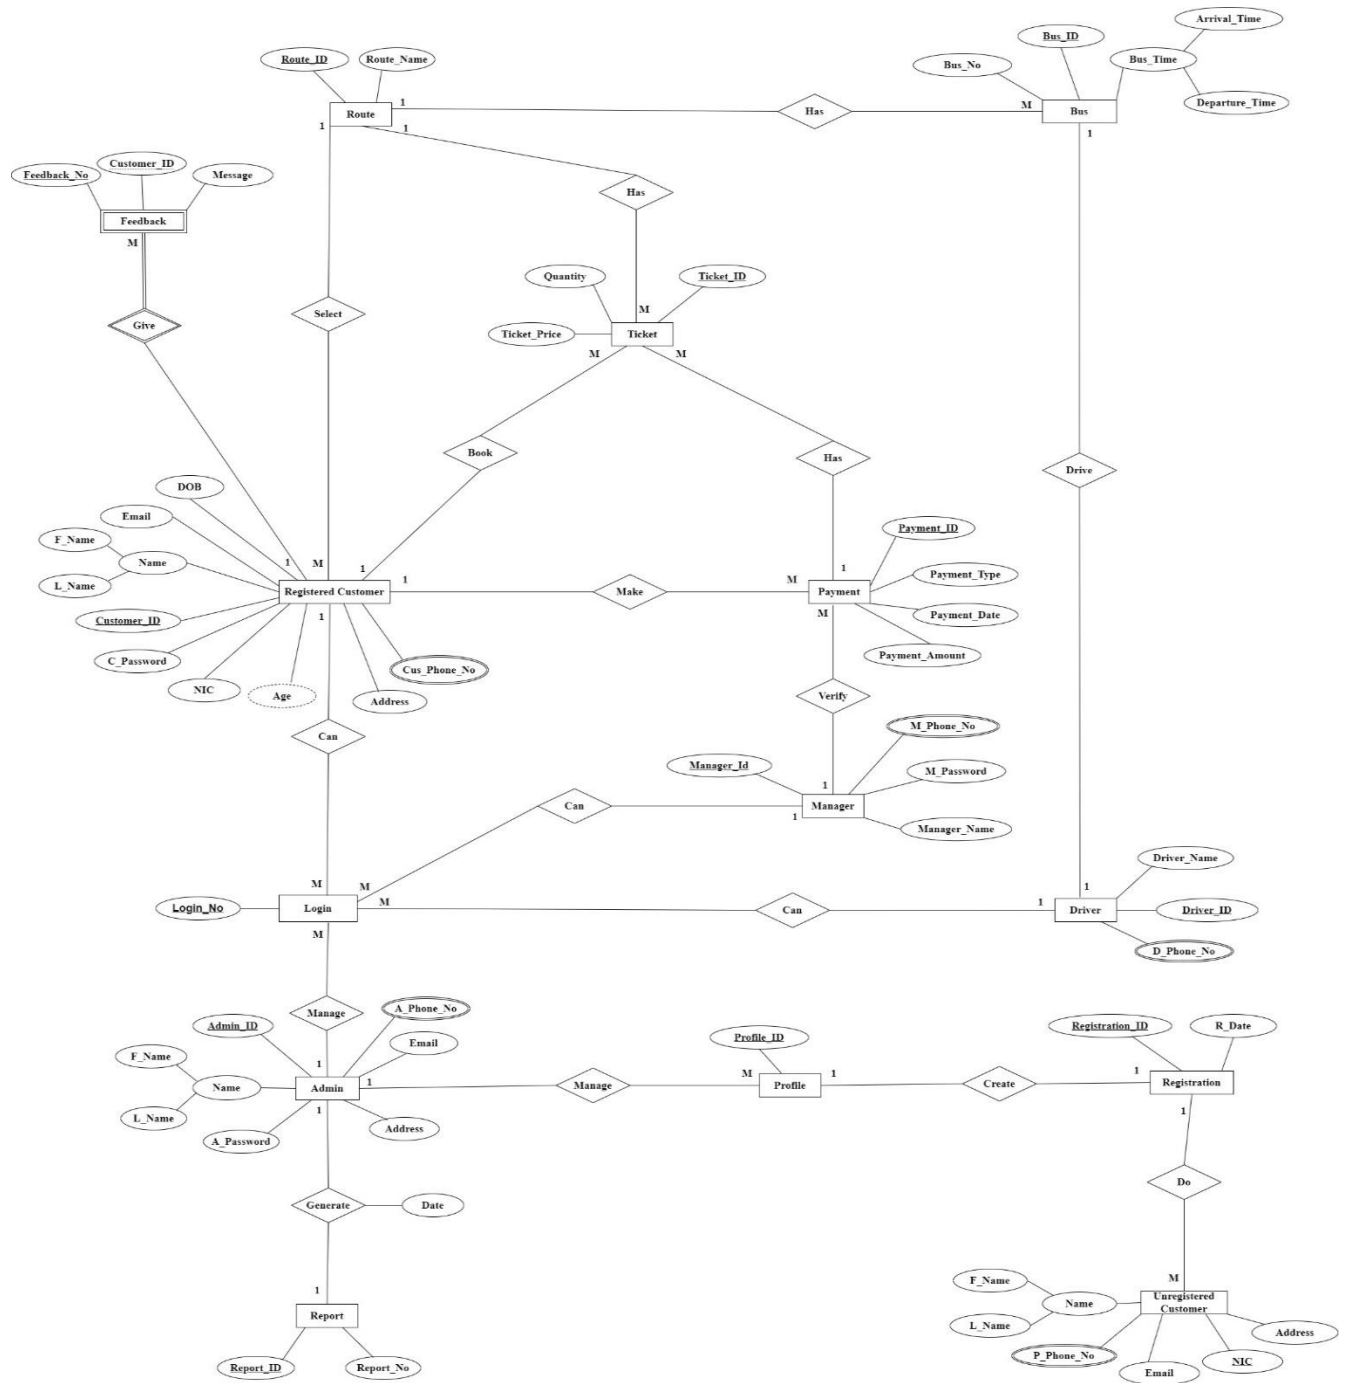 Arrival_Time
Bus_ID
Route_ID
Route_Name
Bus_No
Bus_Time
Departure_Time
1
M
Route
Has
Bus
1
1
1
Customer_ID
Feedback_No
Message
Has
Feedback
M
Quantity
Ticket_ID
Select
M
Give
Ticket_Price
Ticket
M
M
Book
Has
Drive
DOB
Email
Payment_ID
F_Name
Name
1
M
1
1
1
M
Payment_Type
L_Name
Registered Customer
Make
Payment
1
M
Payment_Date
Customer_ID
C_Password
Payment_Amount
Cus_Phone_No
NIC
Age
Address
Verify
M_Phone_No
Can
Manager_Id
M_Password
1
Can
Manager
1
Manager_Name
Driver_Name
M
M
1
M
1
Login_No
Login
Can
Driver
Driver_ID
M
D_Phone_No
A_Phone_No
Manage
Admin_ID
Registration_ID
R_Date
Profile_ID
Email
F_Name
1
Name
Admin
1
Manage
M
Profile
1
Create
1
Registration
1
1
L_Name
Address
A_Password
Do
Generate
Date
M
F_Name
1
Name
Unregistered
Customer
Report
L_Name
Address
P_Phone_No
NIC
Report_ID
Report_No
Email